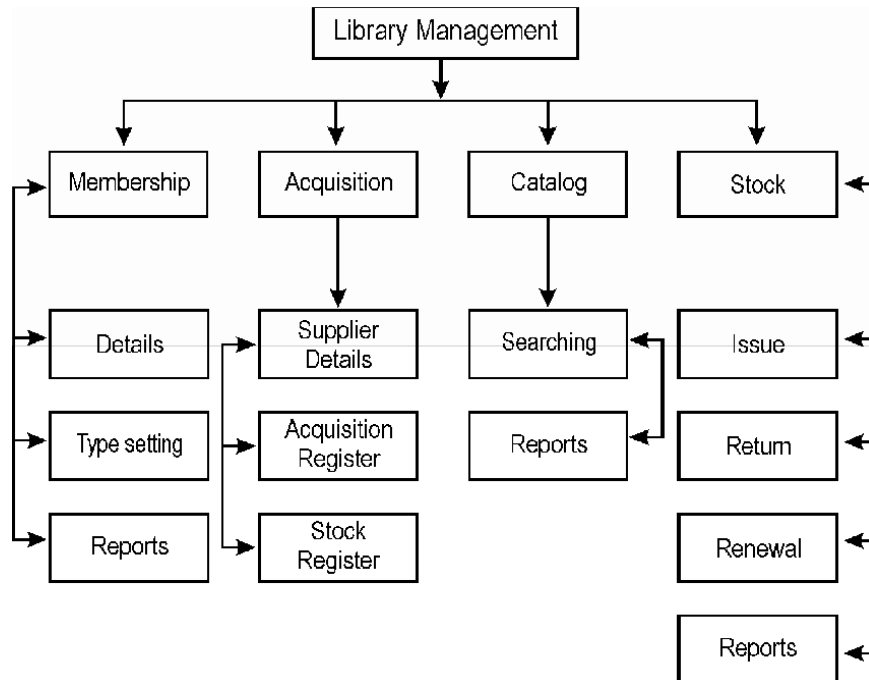 Library Management
Membership
Acquisition
Catalog
Stock
Details
Supplier
Details
Searching
Issue
Type setting
Acquisition
Register
Reports
Return
Reports
Stock
Register
Renewal
Reports